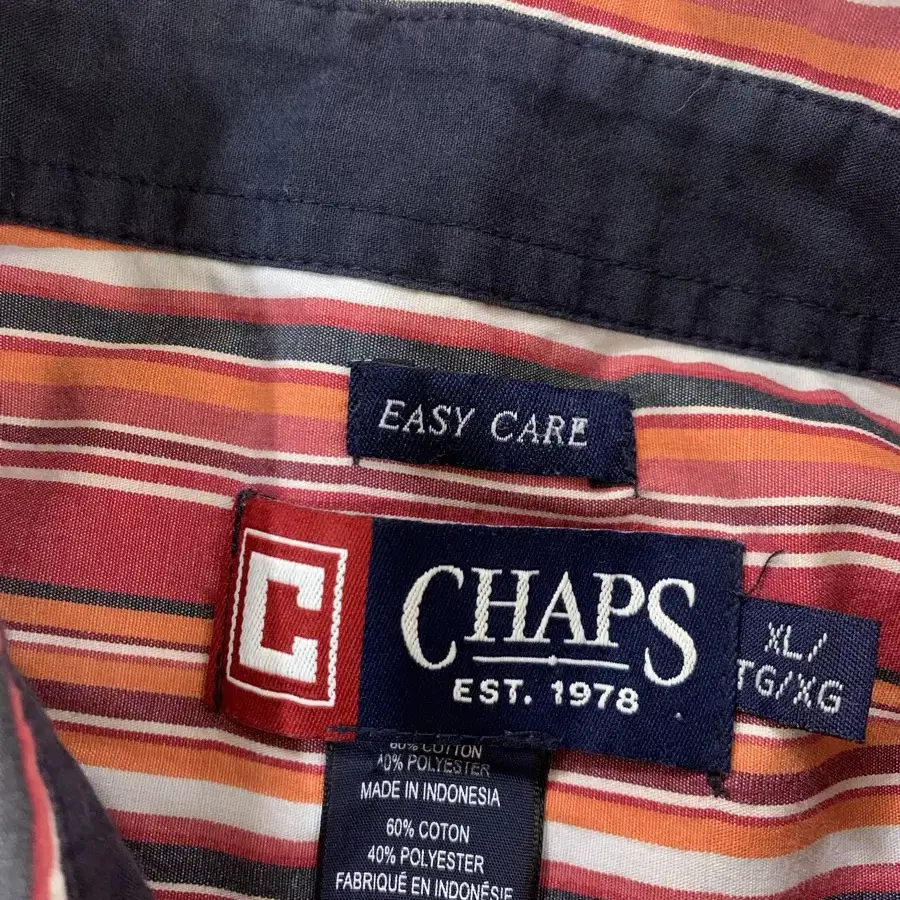 EASY CARE
C
CHAPS
EST. 1978
XL/
TG/XG
60% COTTON
40% POLYESTER
MADE IN INDONESIA
60% COTON
40% POLYESTER
FABRIQUÉ EN INDONÉSIE